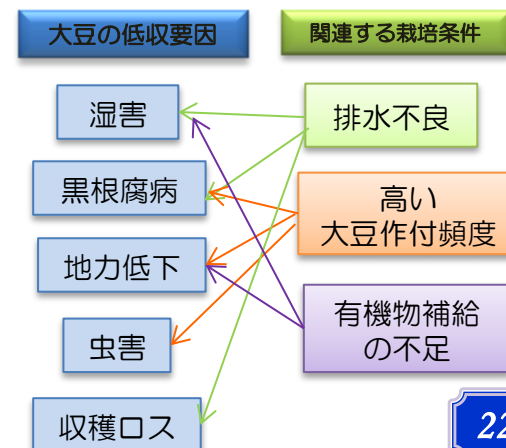 大豆の低収要因
関連する栽培条件
湿害
黒根腐病
地力低下
虫害
収穫ロス
排水不良
高い
大豆作付頻度
有機物補給
の不足
22